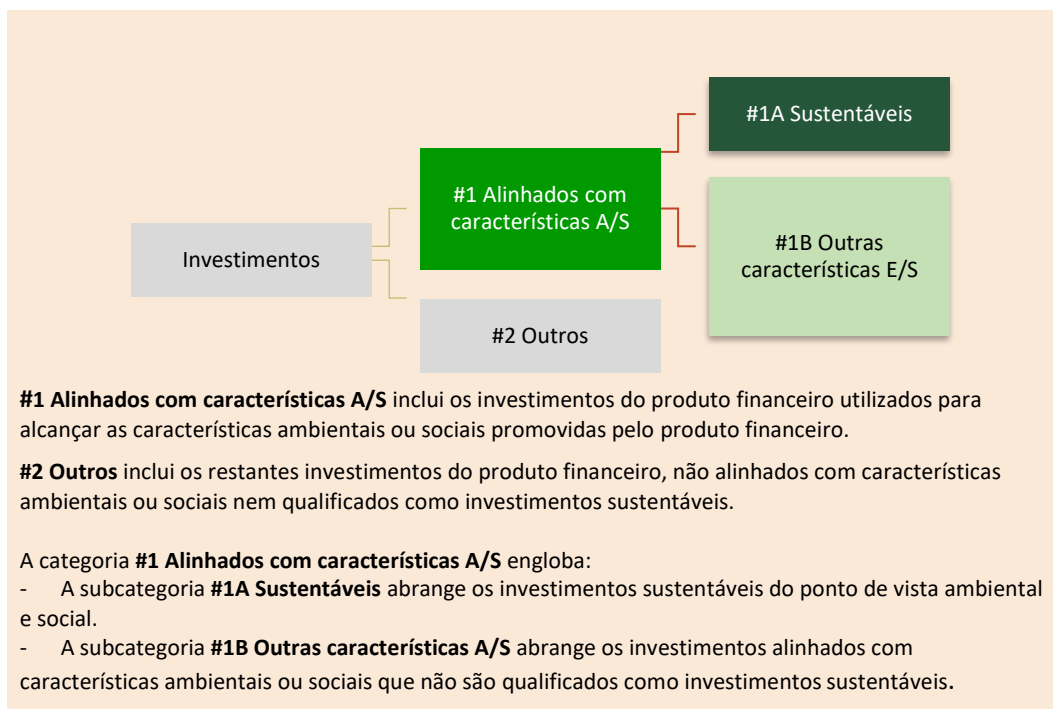 #1A Sustentáveis
#1 Alinhados com
características A/S
#1B Outras
características E/S
Investimentos
#2 Outros
#1 Alinhados com características A/S inclui os investimentos do produto financeiro utilizados para
alcançar as características ambientais ou sociais promovidas pelo produto financeiro.
#2 Outros inclui os restantes investimentos do produto financeiro, não alinhados com características
ambientais ou sociais nem qualificados como investimentos sustentáveis.
A categoria #1 Alinhados com características A/S engloba:
- A subcategoria #1A Sustentáveis abrange os investimentos sustentáveis do ponto de vista ambiental
e social.
- A subcategoria #1B Outras características A/S abrange os investimentos alinhados com
características ambientais ou sociais que não são qualificados como investimentos sustentáveis.